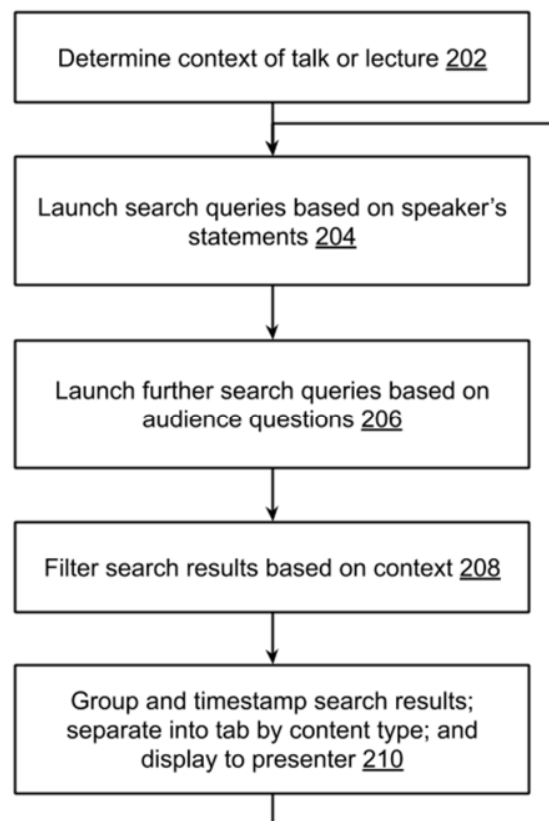 Determine context of talk or lecture 202
Launch search queries based on speaker's
statements 204
Launch further search queries based on
audience questions 206
Filter search results based on context 208
Group and timestamp search results;
separate into tab by content type; and
display to presenter 210